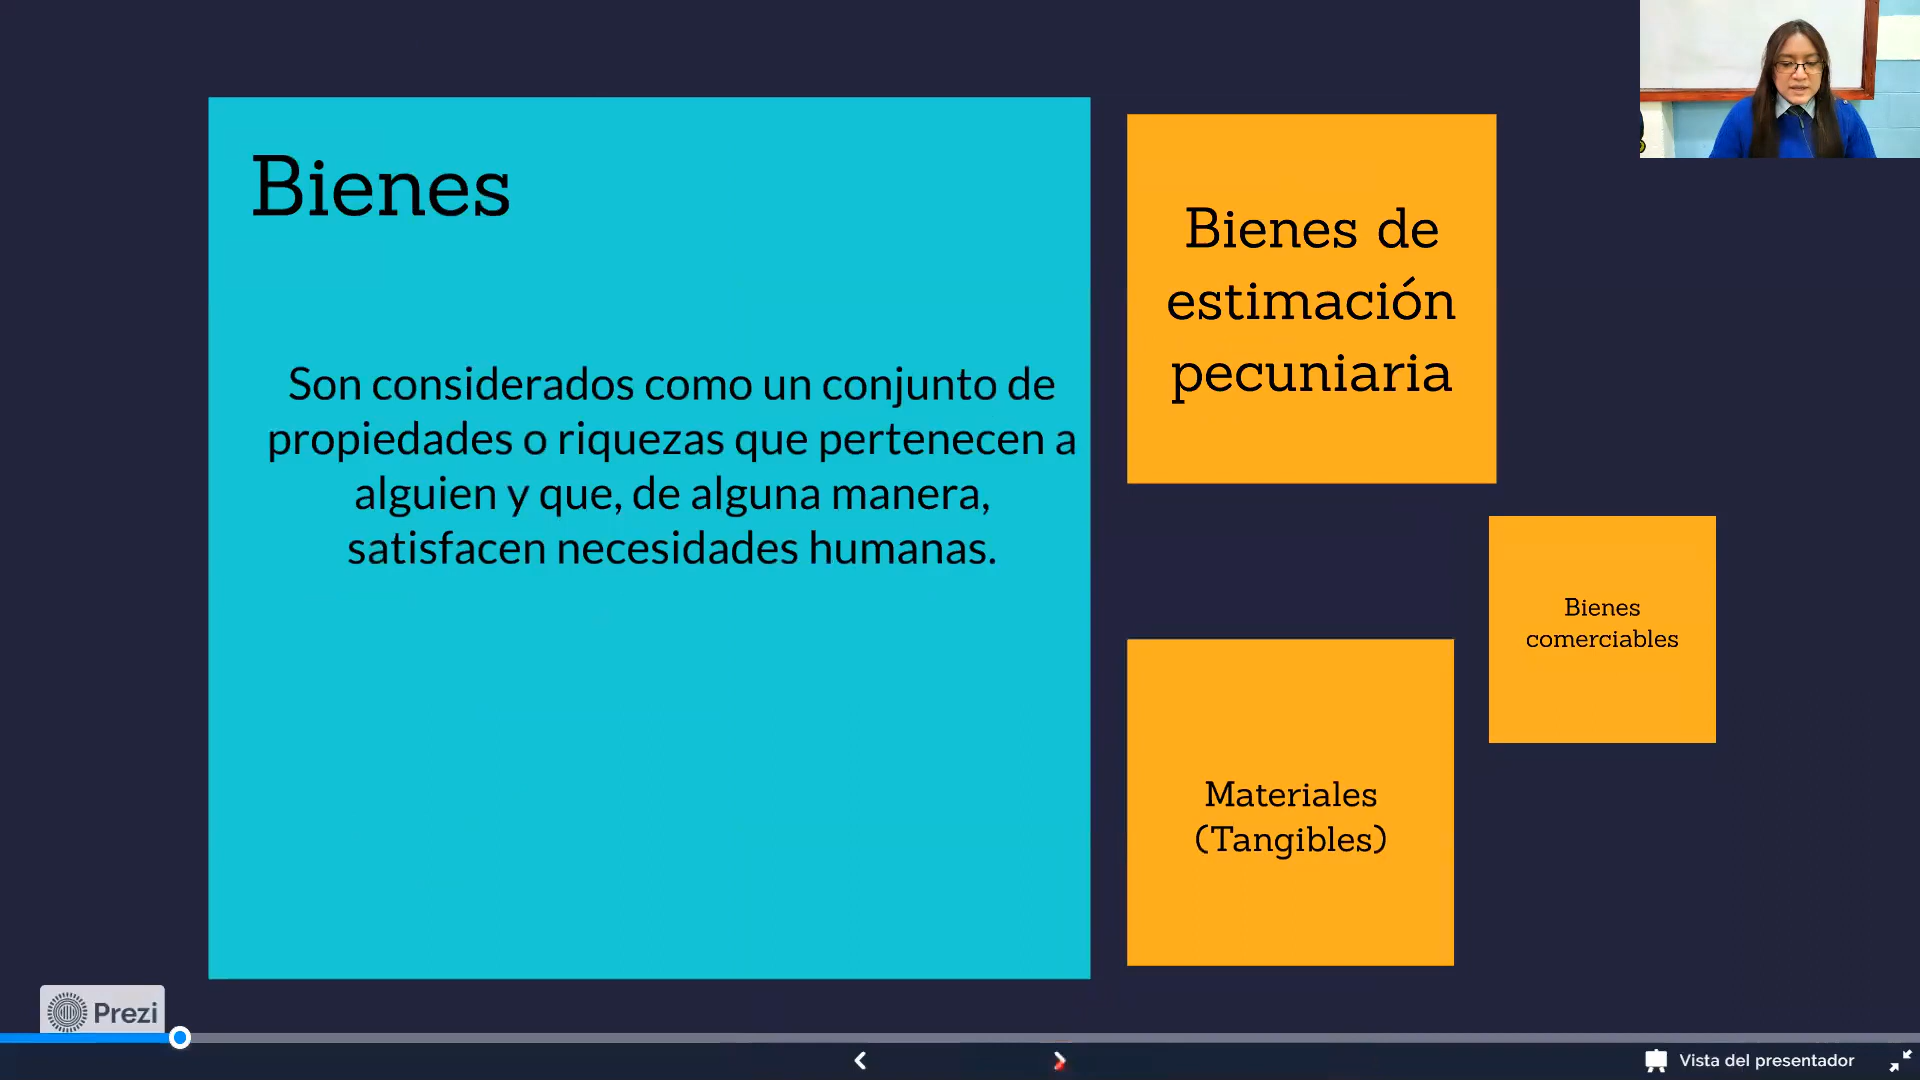 Bienes
Son considerados como un conjunto de
propiedades o riquezas que pertenecen a
alguien y que, de alguna manera,
satisfacen necesidades humanas.
Bienes de
estimación
pecuniaria
Bienes
comerciables
Materiales
(Tangibles)
Prezi
Vista del presentador